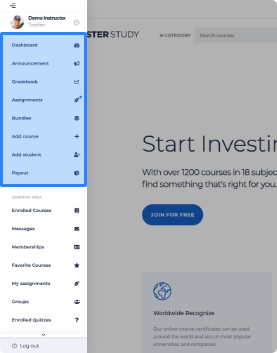 Demo Instructor
Teacher
Dashboard
Announcement
Gradebook
Assignments
Bundles
Add course
Add student
Payout
LEARNING AREA
Enrolled Courses
Messages
Memberships
Favorite Courses
My assignments
Groups
Enrolled Quizzes
Log out
STER STUDY
CATEGORY
Search courses
Start Investin
With over 1200 courses in 18 subjec
find something that's right for you.
JOIN FOR FREE
Worldwide Recognize
Our online course certificates can be used
around the world and also in most popular
universities and companies.